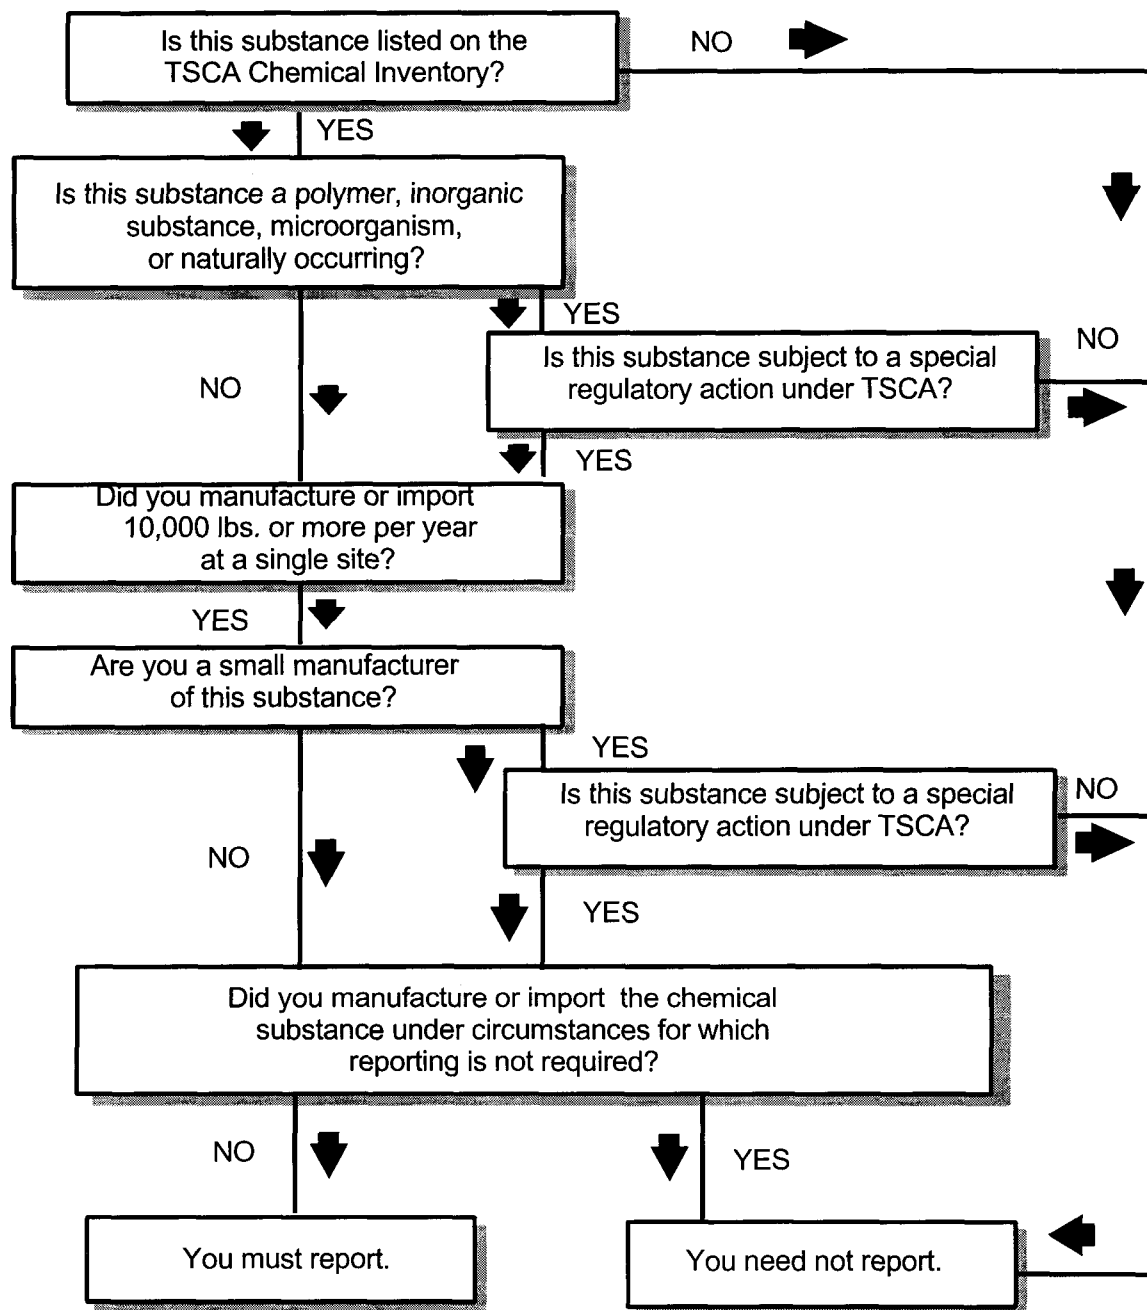 Is this substance listed on the
TSCA Chemical Inventory?
NO
YES
Is this substance a polymer, inorganic
substance, microorganism,
or naturally occurring?
YES
Is this substance subject to a special
regulatory action under TSCA?
NO
NO
YES
Did you manufacture or import
10,000 lbs. or more per year
at a single site?
YES
Are you a small manufacturer
of this substance?
YES
Is this substance subject to a special
regulatory action under TSCA?
NO
NO
YES
Did you manufacture or import the chemical
substance under circumstances for which
reporting is not required?
NO
YES
You must report.
You need not report.